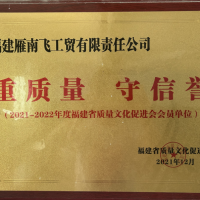 福建雁南飞工贸有限责任公司
重质量 守信誉
(2021-2022年度福建省质量文化促进会会员单位)
福建省质量文化促进
2021年12月